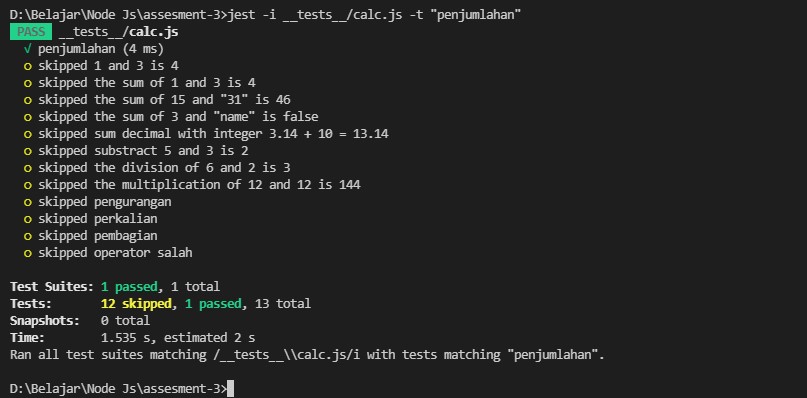 D:\Belajar\Node Js\assesment-3>jest -i __tests__/calc.js -t "penjumlahan"
PASS __tests__/calc.js
√ penjumlahan (4 ms)
o skipped 1 and 3 is 4
o skipped the sum of 1 and 3 is 4
o skipped the sum of 15 and "31" is 46
o skipped the sum of 3 and "name" is false
o skipped sum decimal with integer 3.14 + 10 = 13.14
o skipped substract 5 and 3 is 2
o skipped the division of 6 and 2 is 3
o skipped the multiplication of 12 and 12 is 144
o skipped pengurangan
o skipped perkalian
o skipped pembagian
o skipped operator salah
Test Suites: 1 passed, 1 total
Tests: 12 skipped, 1 passed, 13 total
Snapshots: 0 total
Time: 1.535 s, estimated 2 s
Ran all test suites matching /__tests__\\calc.js/i with tests matching "penjumlahan".
D:\Belajar\Node Js\assesment-3>